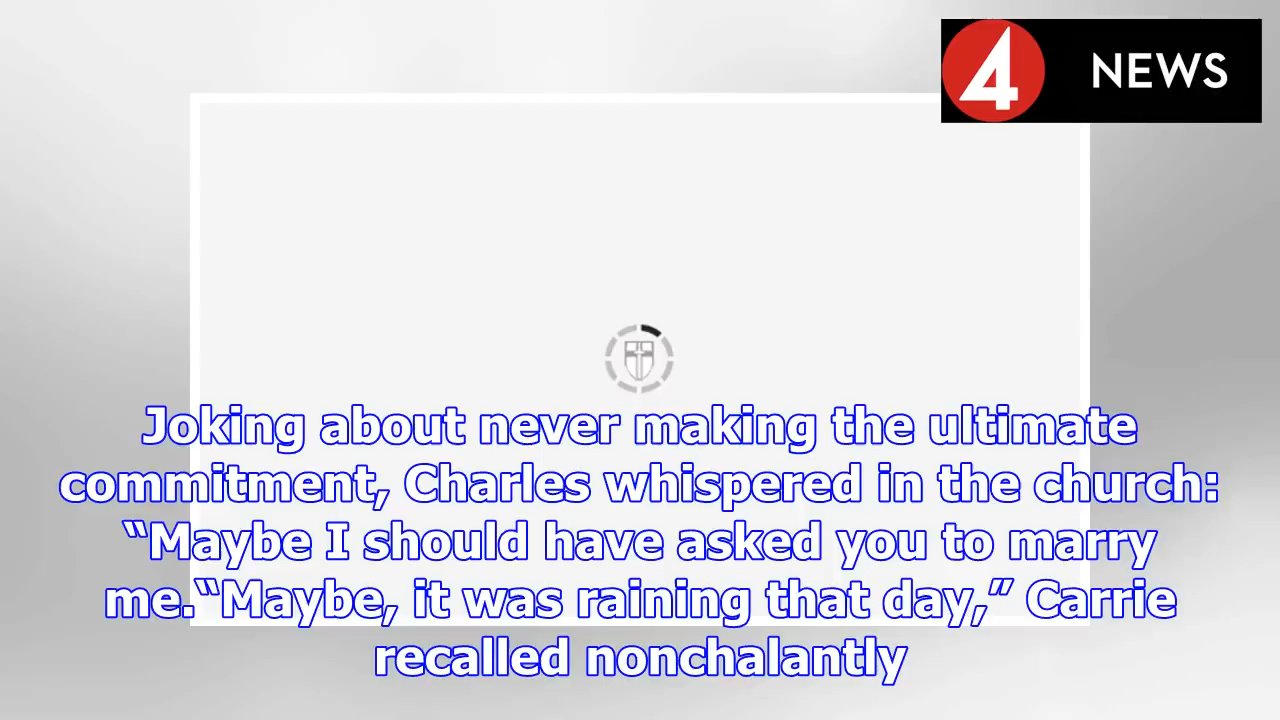 4 NEWS
Joking about never making the ultimate
commitment, Charles whispered in the church:
“Maybe I should have asked you to marry
me.“Maybe, it was raining that day,” Carrie
recalled nonchalantly